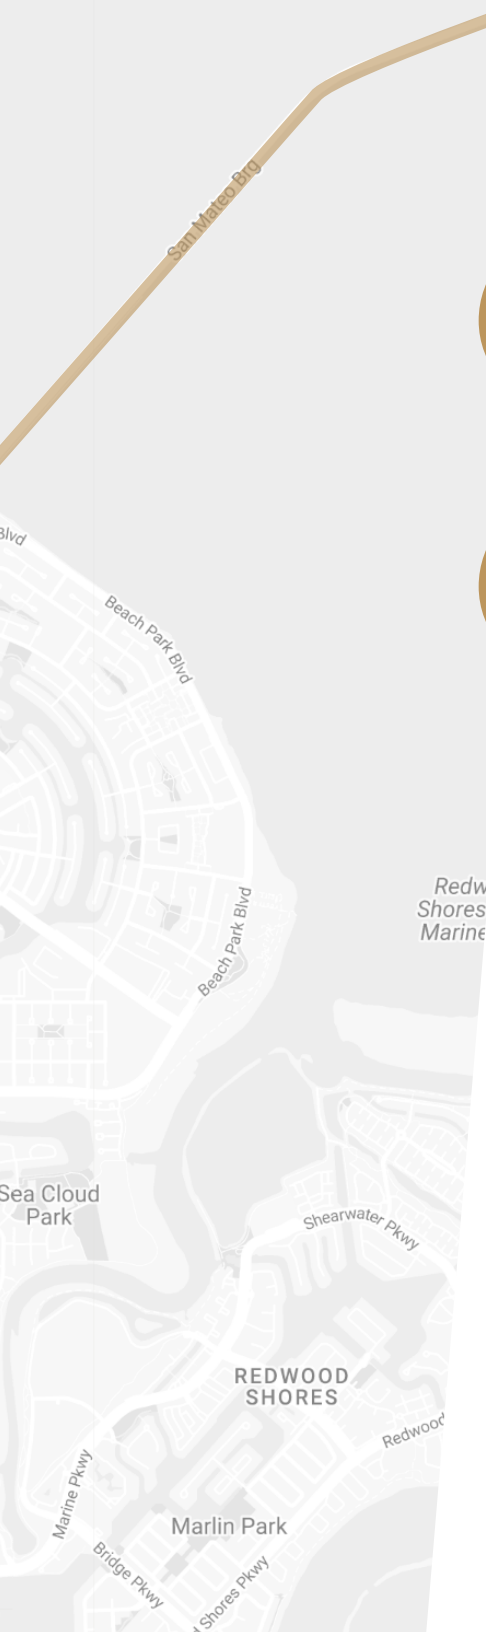 San Mateo Brg
Blvd
Beach Park Blvd
Redw
Shores
Marine
Beach Park Blvd
Sea Cloud
Park
Shearwater Pkwy
REDWOOD
SHORES
Redwood
Marine Pkwy
Marlin Park
Bridge Pkwy
d Shores Pkwy